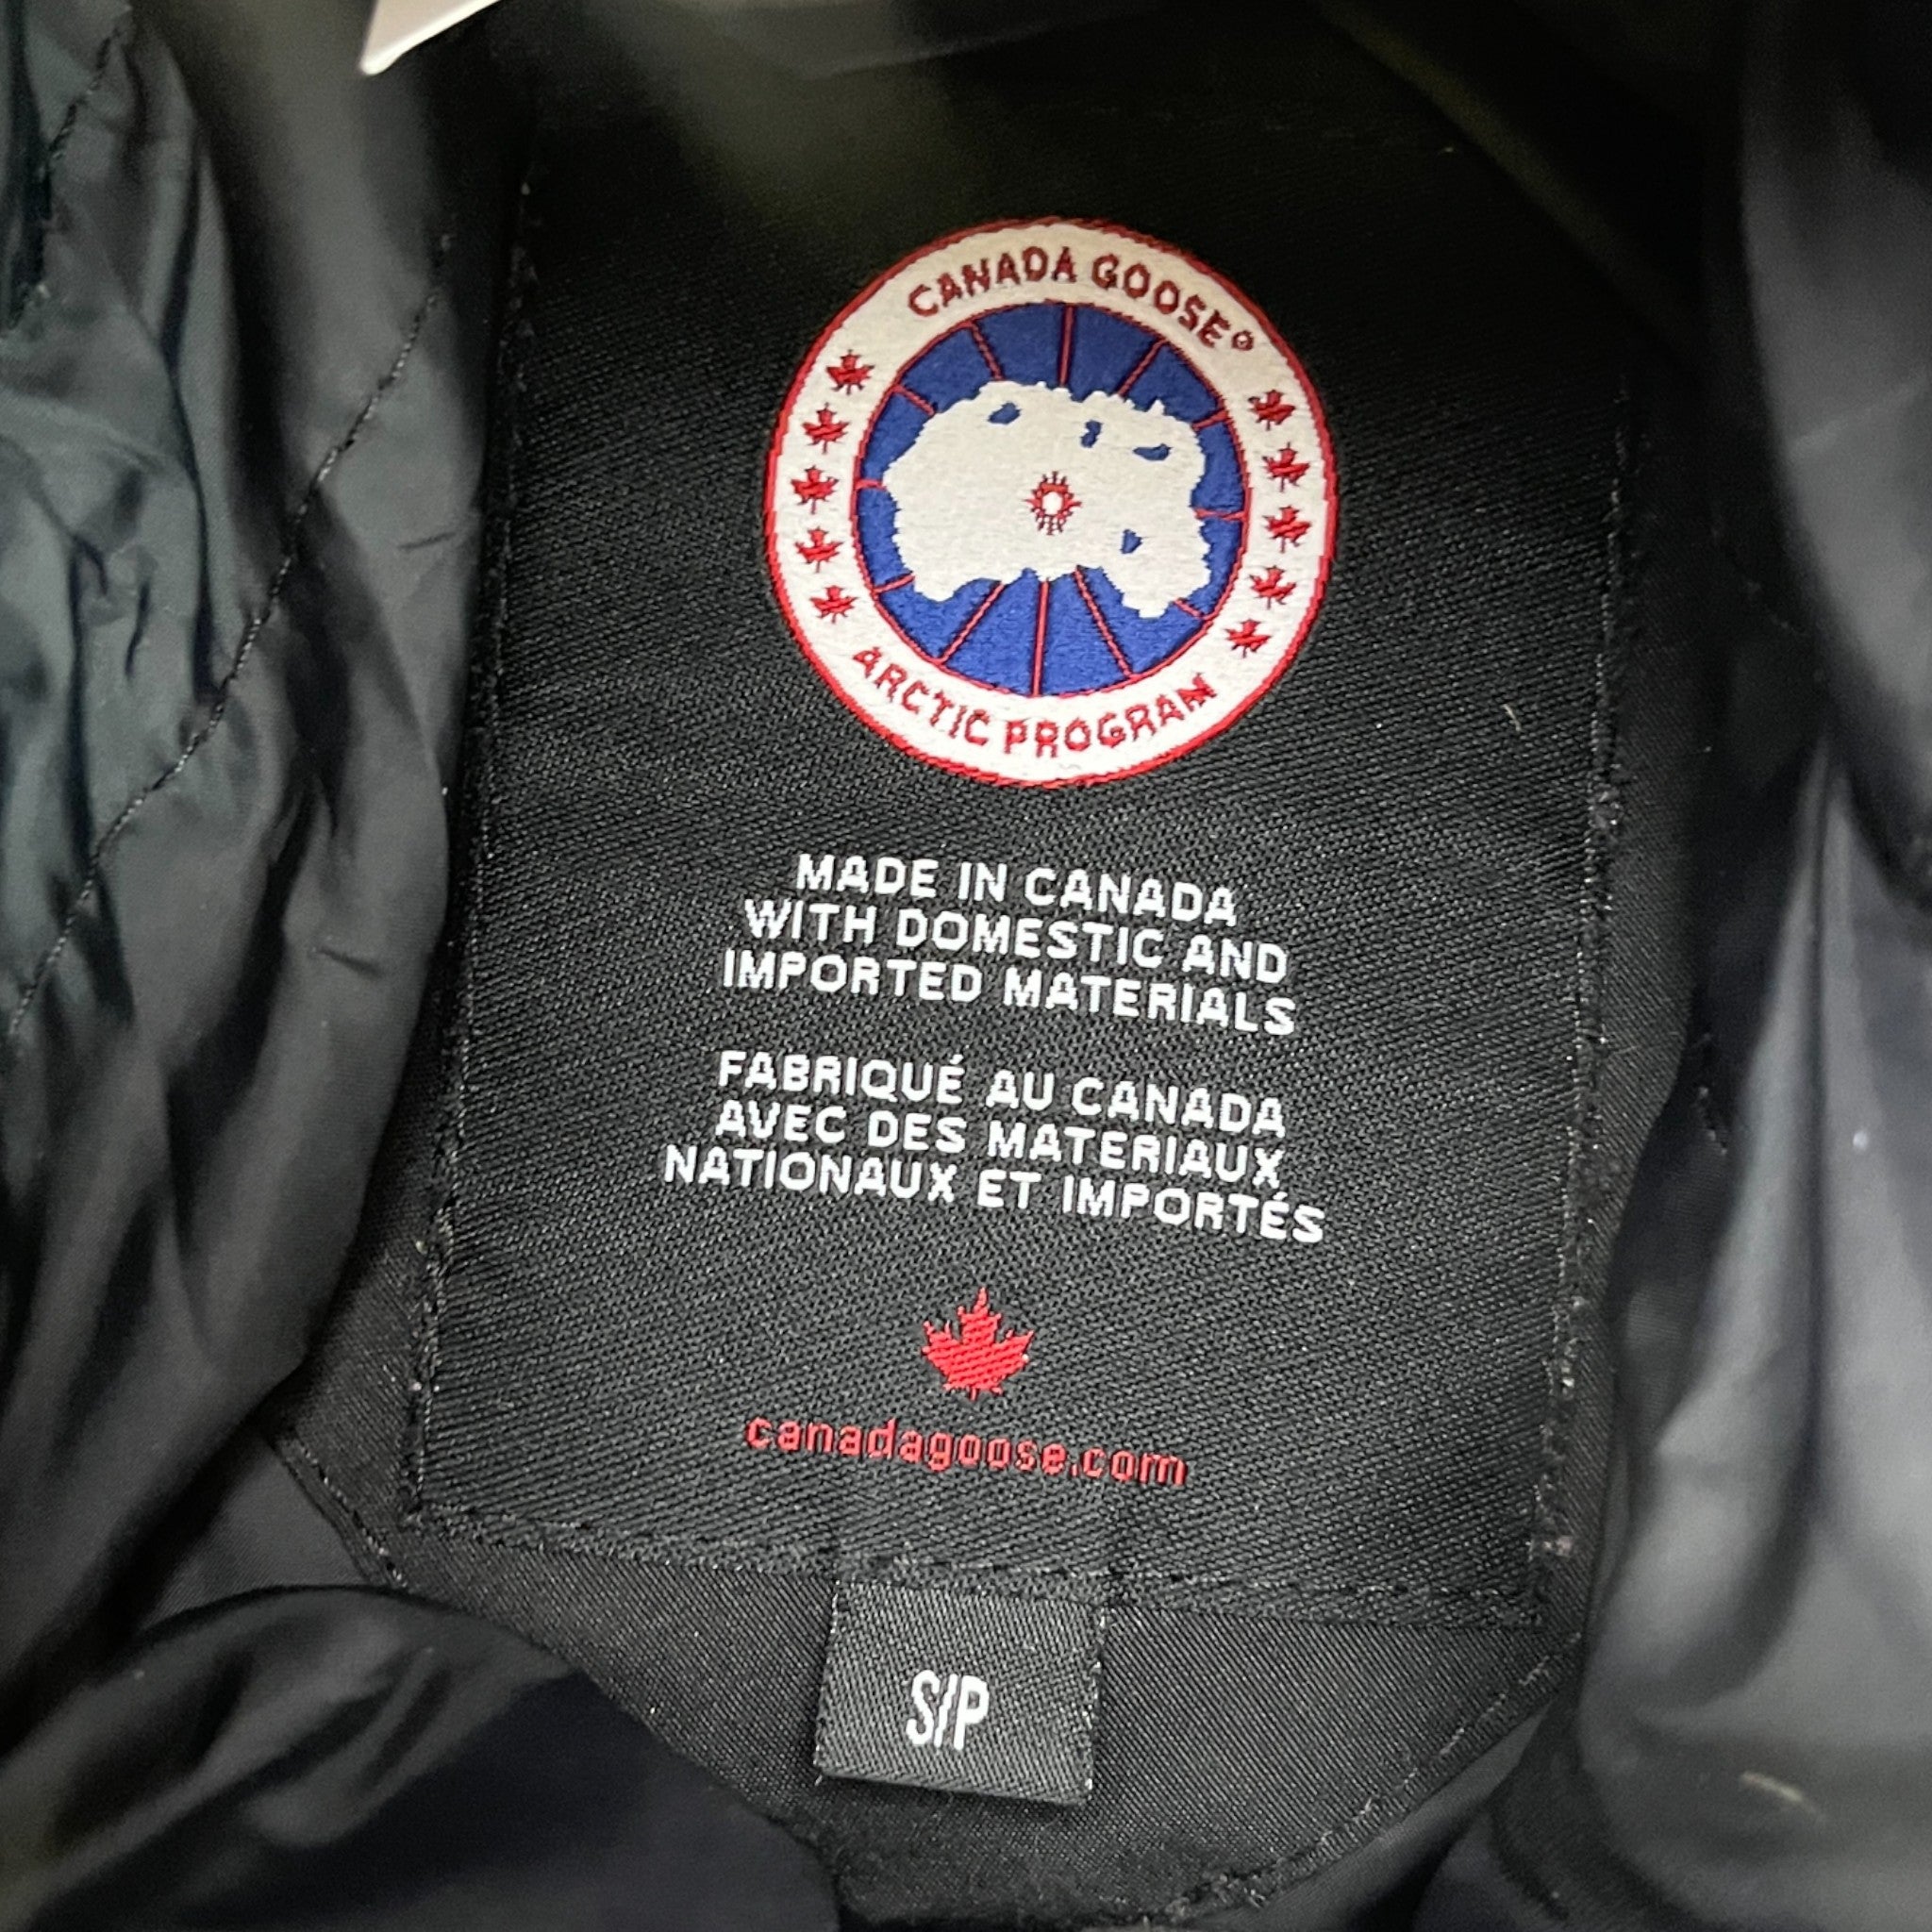 CANADA GOOSE®
ARCTIC PROGRAM
MADE IN CANADA
WITH DOMESTIC AND
IMPORTED MATERIALS
FABRIQUÉ AU CANADA
AVEC DES MATERIAUX
NATIONAUX ET IMPORTÉS
canadagoose.com
S/P